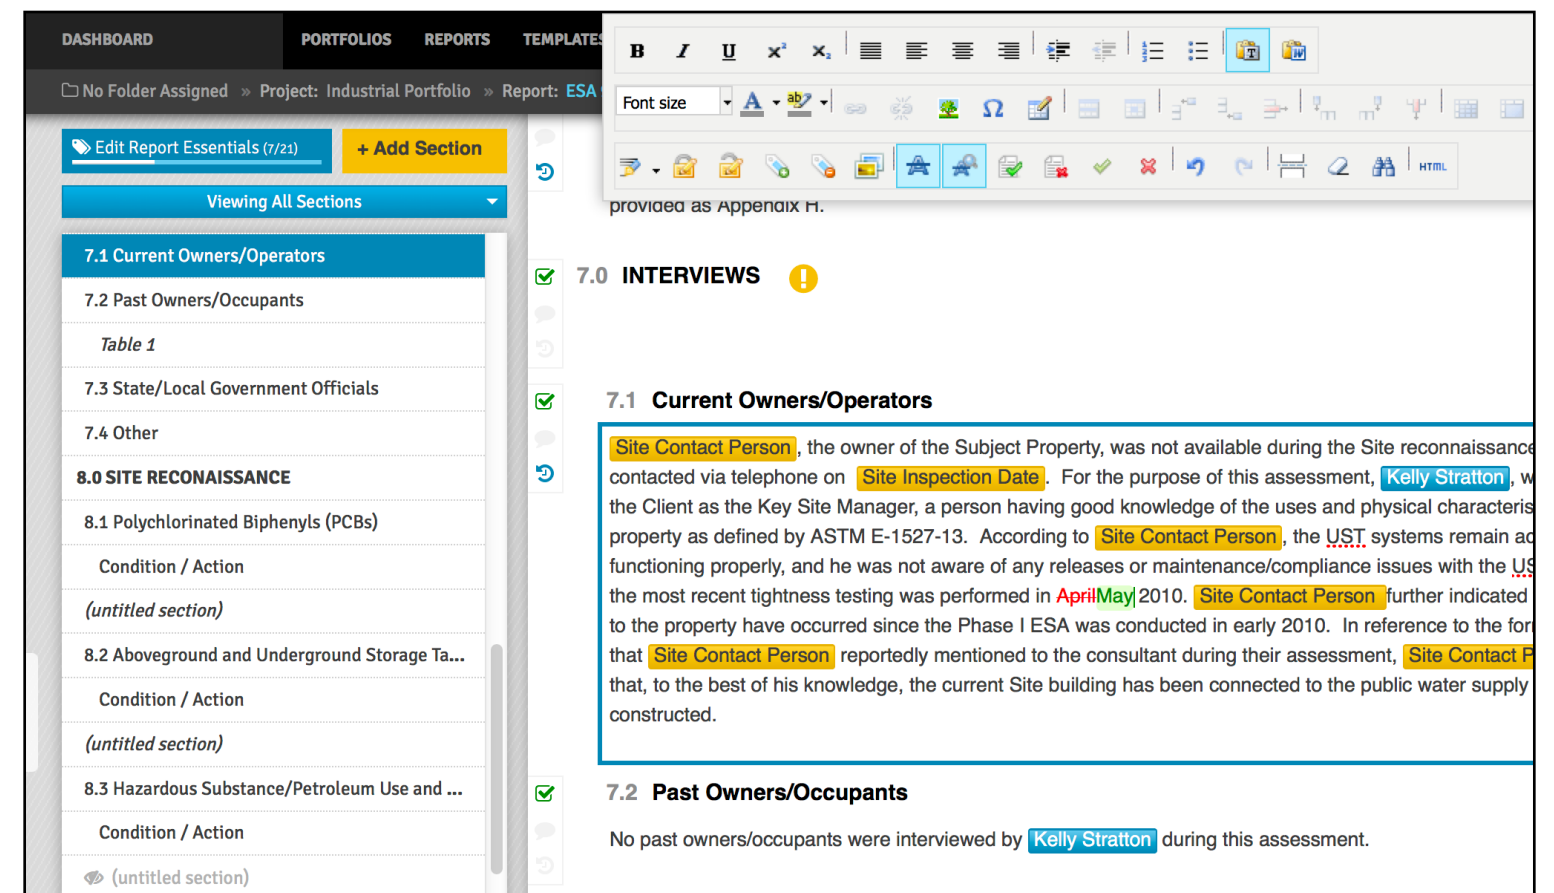 DASHBOARD PORTFOLIOS REPORTS TEMPLATES
No Folder Assigned » Project: Industrial Portfolio » Report: ESA
Edit Report Essentials (7/21)
+ Add Section
Viewing All Sections
7.1 Current Owners/Operators
7.2 Past Owners/Occupants
Table 1
7.3 State/Local Government Officials
7.4 Other
8.0 SITE RECONAISSANCE
8.1 Polychlorinated Biphenyls (PCBs)
Condition / Action
(untitled section)
8.2 Aboveground and Underground Storage Ta...
Condition / Action
(untitled section)
8.3 Hazardous Substance/Petroleum Use and ...
Condition / Action
(untitled section)
B I U x² x₂
Font size A ab Ω
HTML
provided as Appendix H.
7.0 INTERVIEWS
7.1 Current Owners/Operators
Site Contact Person , the owner of the Subject Property, was not available during the Site reconnaissance
contacted via telephone on Site Inspection Date . For the purpose of this assessment, Kelly Stratton , w
the Client as the Key Site Manager, a person having good knowledge of the uses and physical characteris
property as defined by ASTM E-1527-13. According to Site Contact Person , the UST systems remain ac
functioning properly, and he was not aware of any releases or maintenance/compliance issues with the US
the most recent tightness testing was performed in AprilMay 2010. Site Contact Person further indicated
to the property have occurred since the Phase I ESA was conducted in early 2010. In reference to the for
that Site Contact Person reportedly mentioned to the consultant during their assessment, Site Contact P
that, to the best of his knowledge, the current Site building has been connected to the public water supply
constructed.
7.2 Past Owners/Occupants
No past owners/occupants were interviewed by Kelly Stratton during this assessment.